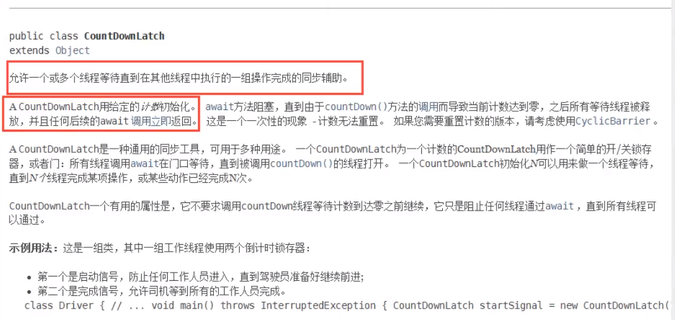 public class CountDownLatch
extends Object
允许一个或多个线程等待直到在其他线程中执行的一组操作完成的同步辅助。
A CountDownLatch用给定的计数初始化。 await方法阻塞，直到由于countDown()方法的调用而导致当前计数达到零，之后所有等待线程被释
放，并且任何后续的await 调用立即返回。 这是一个一次性的现象 - 计数无法重置。 如果您需要重置计数的版本，请考虑使用CyclicBarrier 。
A CountDownLatch是一种通用的同步工具，可用于多种用途。 一个CountDownLatch为一个计数的CountDownLatch用作一个简单的开/关锁存
器，或者门：所有线程调用await在门口等待，直到被调用countDown()的线程打开。 一个CountDownLatch初始化N可以用来做一个线程等待，
直到N个线程完成某项操作，或某些动作已经完成N次。
CountDownLatch一个有用的属性是，它不要求调用countDown线程等待计数到达零之前继续，它只是阻止任何线程通过await ，直到所有线程可
以通过。
示例用法：这是一组类，其中一组工作线程使用两个倒计时锁存器：
• 第一个是启动信号，防止任何工作人员进入，直到驾驶员准备好继续前进;
• 第二个是完成信号，允许司机等到所有的工作人员完成。
class Driver { // ... void main() throws InterruptedException { CountDownLatch startSignal = new CountDownLatch(